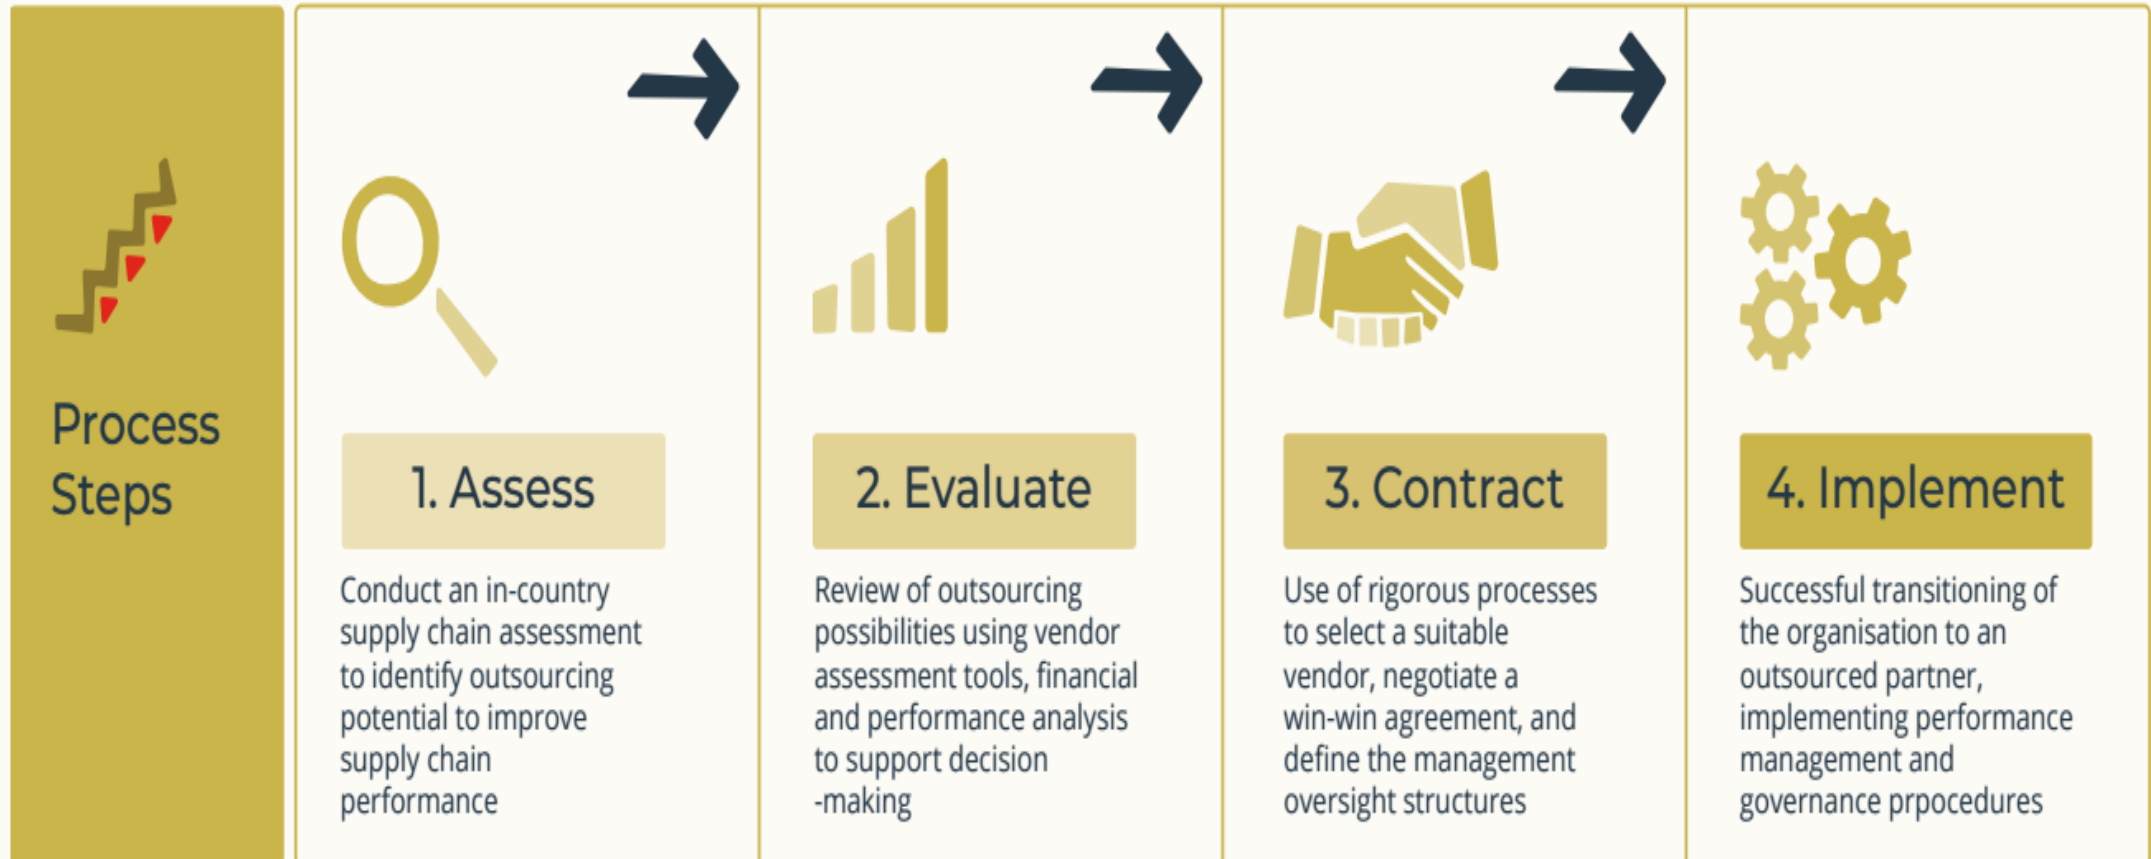 Process
Steps
1. Assess
Conduct an in-country
supply chain assessment
to identify outsourcing
potential to improve
supply chain
performance
2. Evaluate
Review of outsourcing
possibilities using vendor
assessment tools, financial
and performance analysis
to support decision
-making
3. Contract
Use of rigorous processes
to select a suitable
vendor, negotiate a
win-win agreement, and
define the management
oversight structures
4. Implement
Successful transitioning of
the organisation to an
outsourced partner,
implementing performance
management and
governance prpocedures